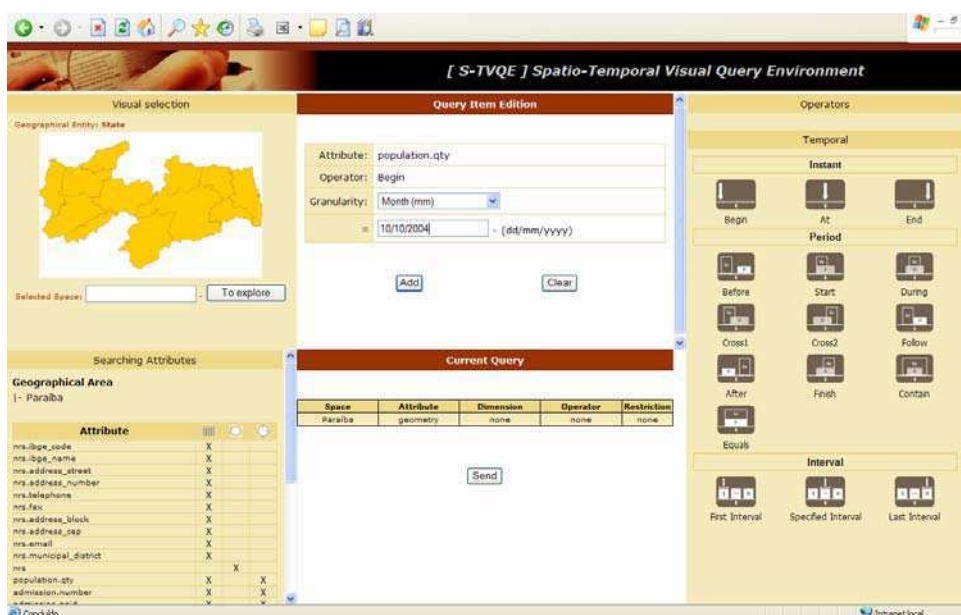 [ S-TVQE ] Spatio-Temporal Visual Query Environment
Visual selection
Geographical Entity: State
Selected Space:
-
To explore
Query Item Edition
Attribute: population.qty
Operator: Begin
Granularity: Month (mm)
= 10/10/2004 - (dd/mm/yyyy)
Add Clear
Operators
Temporal
Instant
Begin At End
Period
Before Start During
Cross1 Cross2 Follow
After Finish Contain
Equals
Interval
First Interval Specified Interval Last Interval
Searching Attributes
Geographical Area
|- Paraíba
Attribute
nrs.ibge_code X
nrs.ibge_name X
nrs.address_street X
nrs.address_number X
nrs.telephone X
nrs.fax X
nrs.address_block X
nrs.address_cep X
nrs.email X
nrs.municipal_district X
nrs X
population.qty X X
admission.number X X
Current Query
Space Attribute Dimension Operator Restriction
Paraíba geometry none none none
Send
Concluído
Intranet local